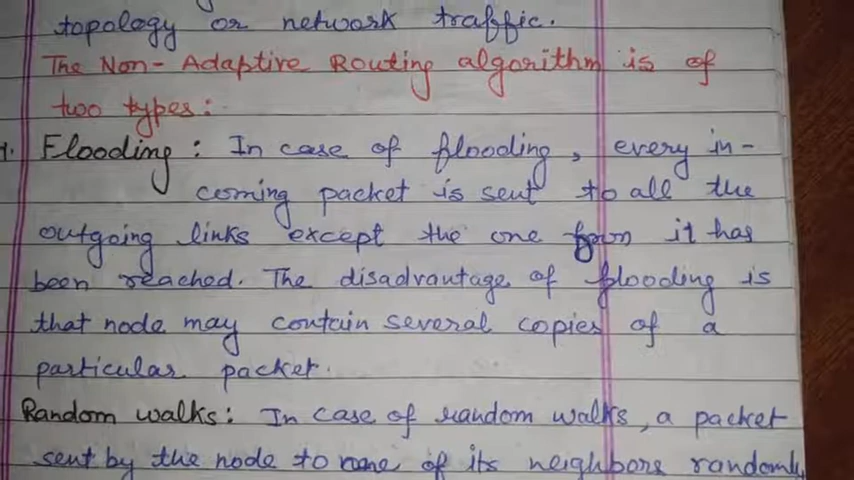 topology or network traffic.
The Non-Adaptive Routing algorithm is of
two types:
1. Flooding: In case of flooding, every in-
coming packet is sent to all the
outgoing links except the one from it has
been reached. The disadvantage of flooding is
that node may contain several copies of a
particular packet.
Random walks: In case of random walks, a packet
sent by the node to one of its neighbors randomly